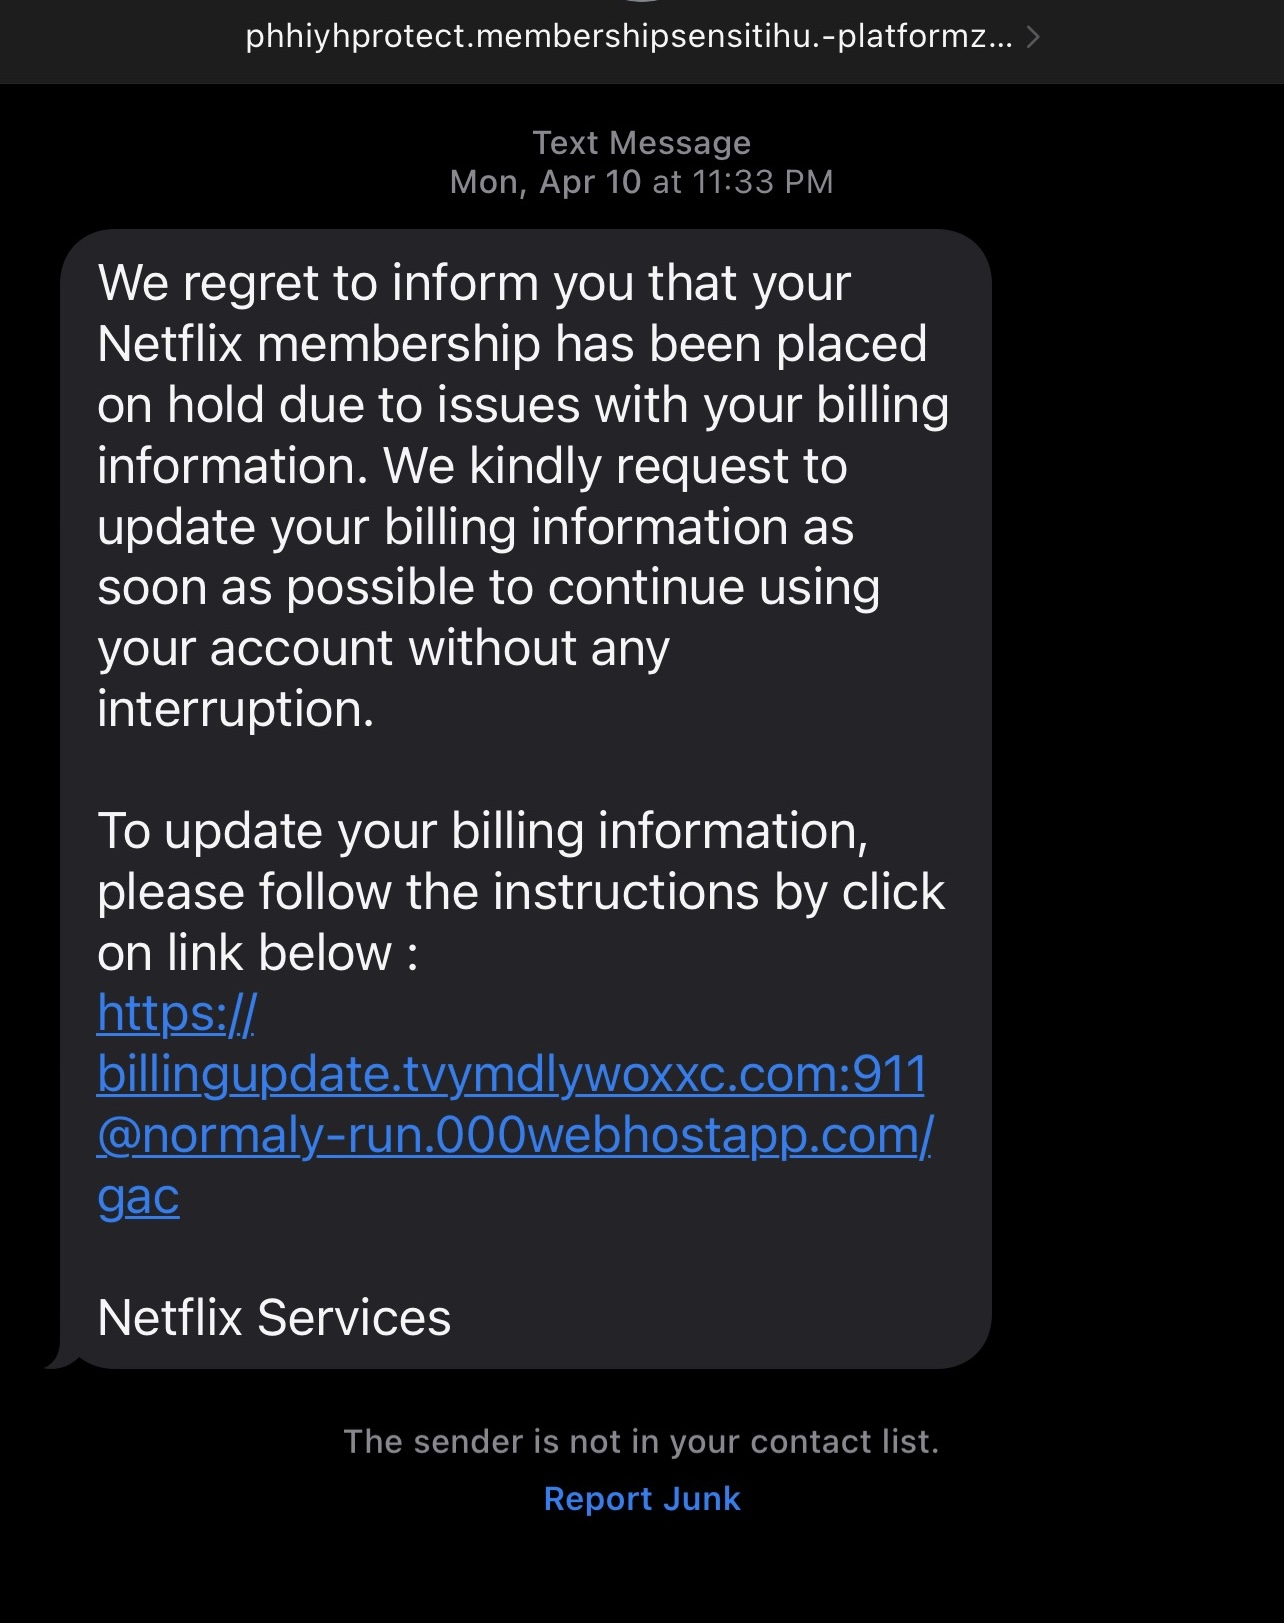 phhiyhprotect.membershipsensitihu.-platformz...
Text Message
Mon, Apr 10 at 11:33 PM
We regret to inform you that your
Netflix membership has been placed
on hold due to issues with your billing
information. We kindly request to
update your billing information as
soon as possible to continue using
your account without any
interruption.
To update your billing information,
please follow the instructions by click
on link below :
https://
billingupdate.tvymdlywoxxc.com:911
@normaly-run.000webhostapp.com/
gac
Netflix Services
The sender is not in your contact list.
Report Junk